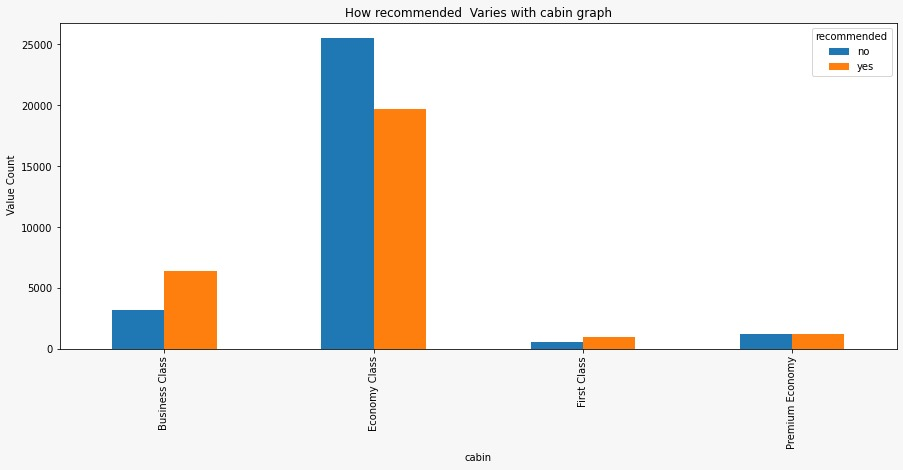 How recommended  Varies with cabin graph
recommended
no
yes
Value Count
25000
20000
15000
10000
5000
0
Business Class
Economy Class
First Class
Premium Economy
cabin